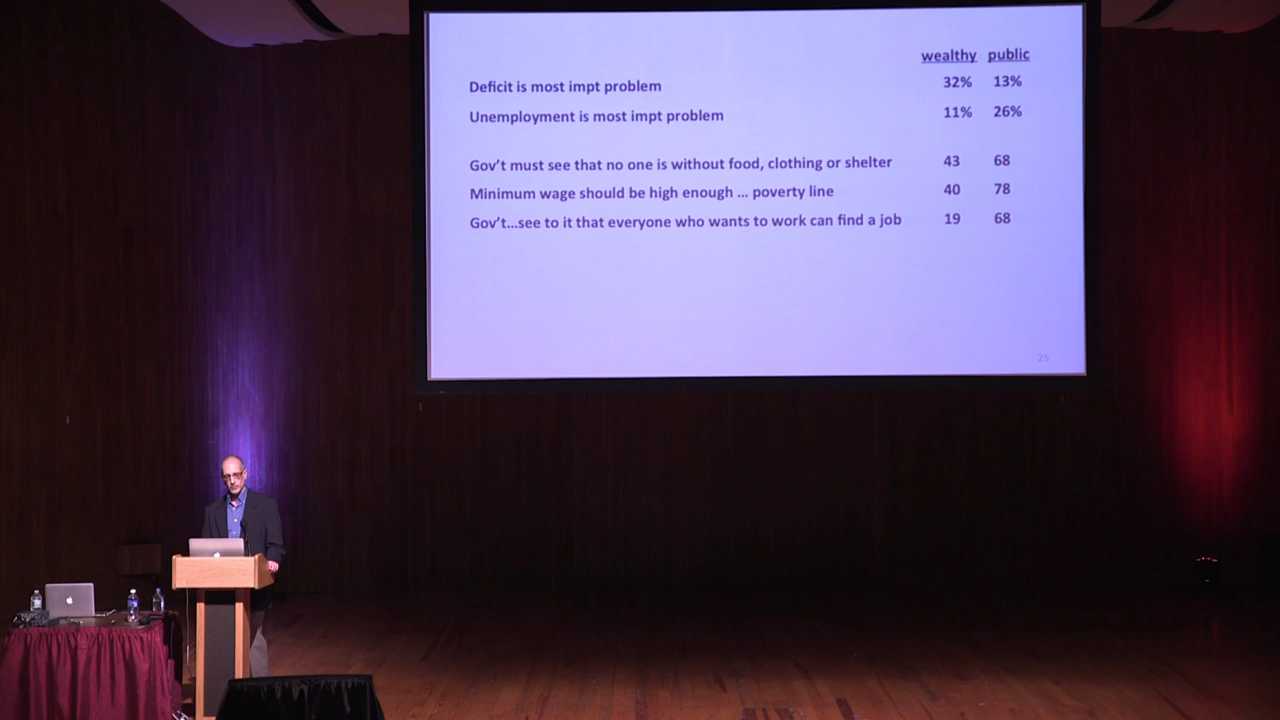 wealthy public
Deficit is most impt problem 32% 13%
Unemployment is most impt problem 11% 26%
Gov't must see that no one is without food, clothing or shelter 43 68
Minimum wage should be high enough ... poverty line 40 78
Gov't...see to it that everyone who wants to work can find a job 19 68
25